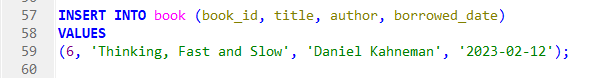 57 INSERT INTO book (book_id, title, author, borrowed_date)
58 VALUES
59 (6, 'Thinking, Fast and Slow', 'Daniel Kahneman', '2023-02-12');
60